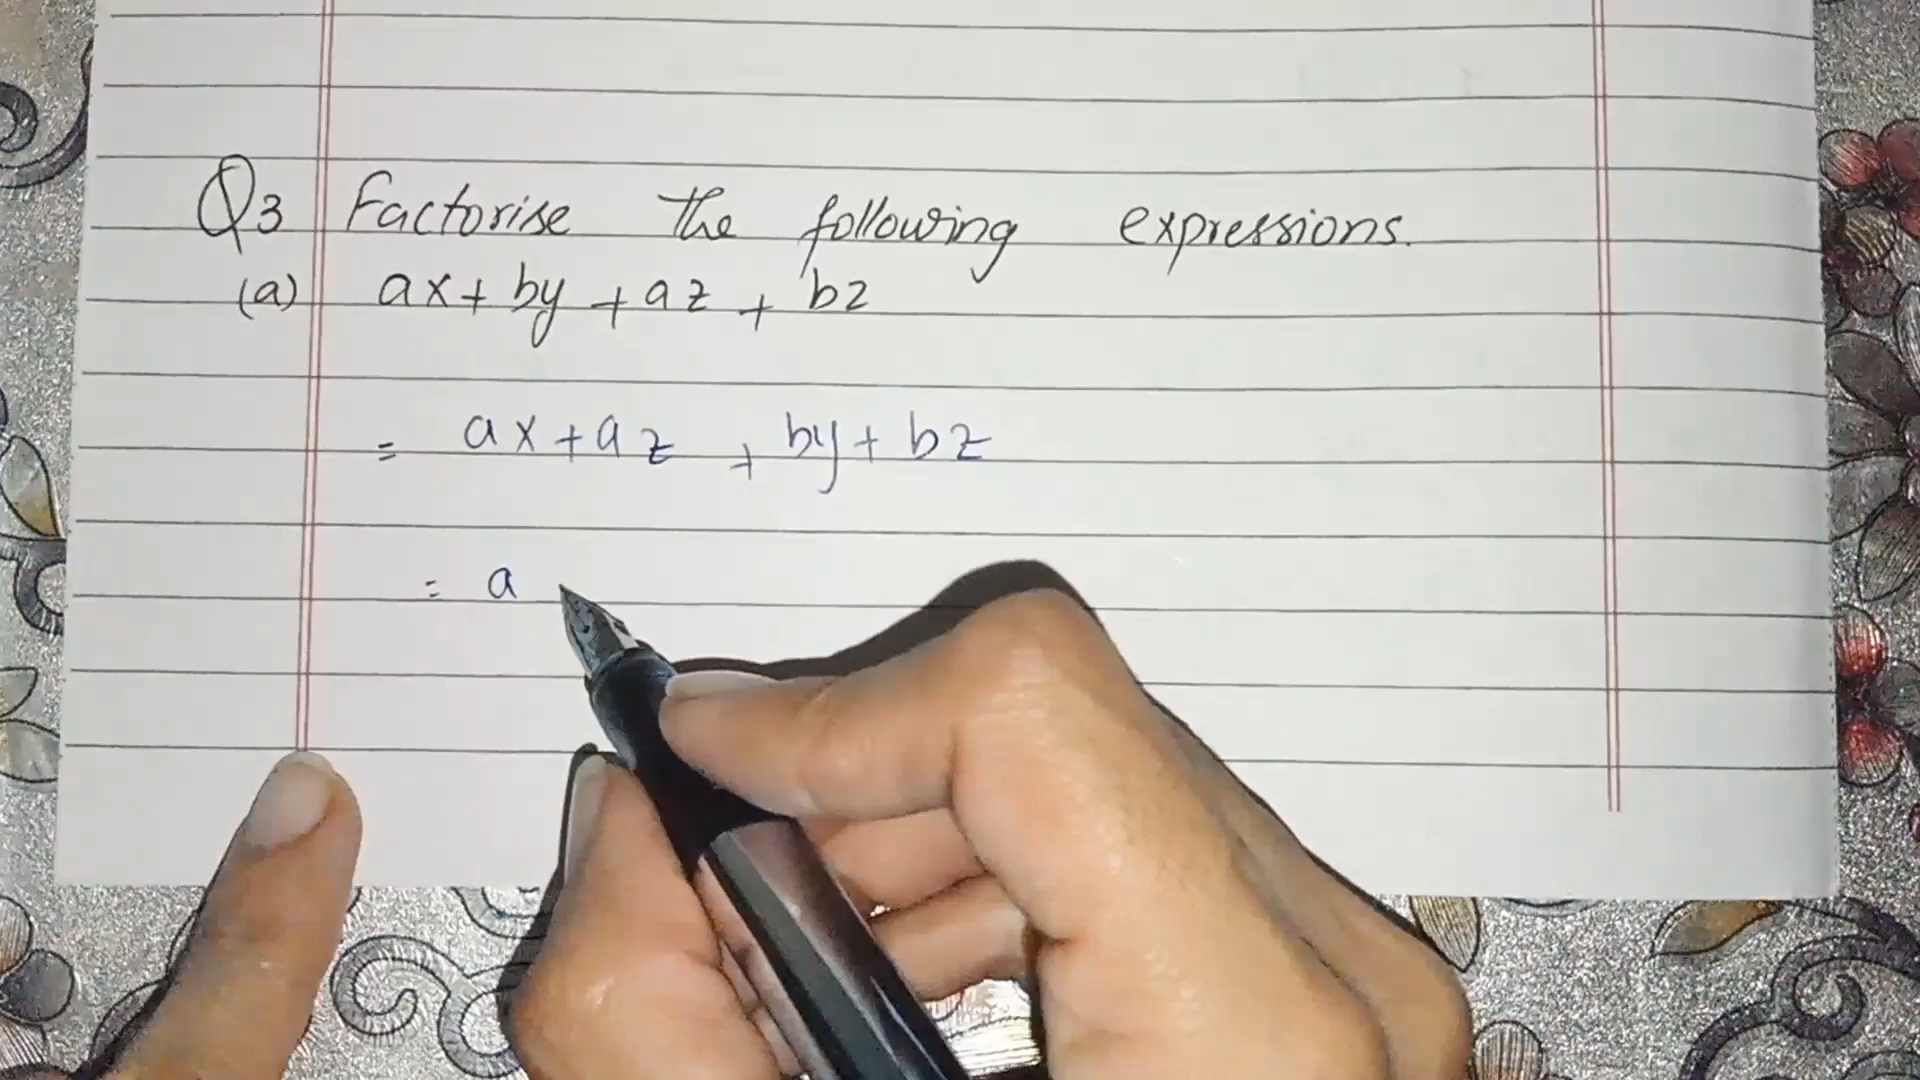 Q3 Factorise the following expressions.
(a) ax + by + az + bz
= ax + az + by + bz
= a